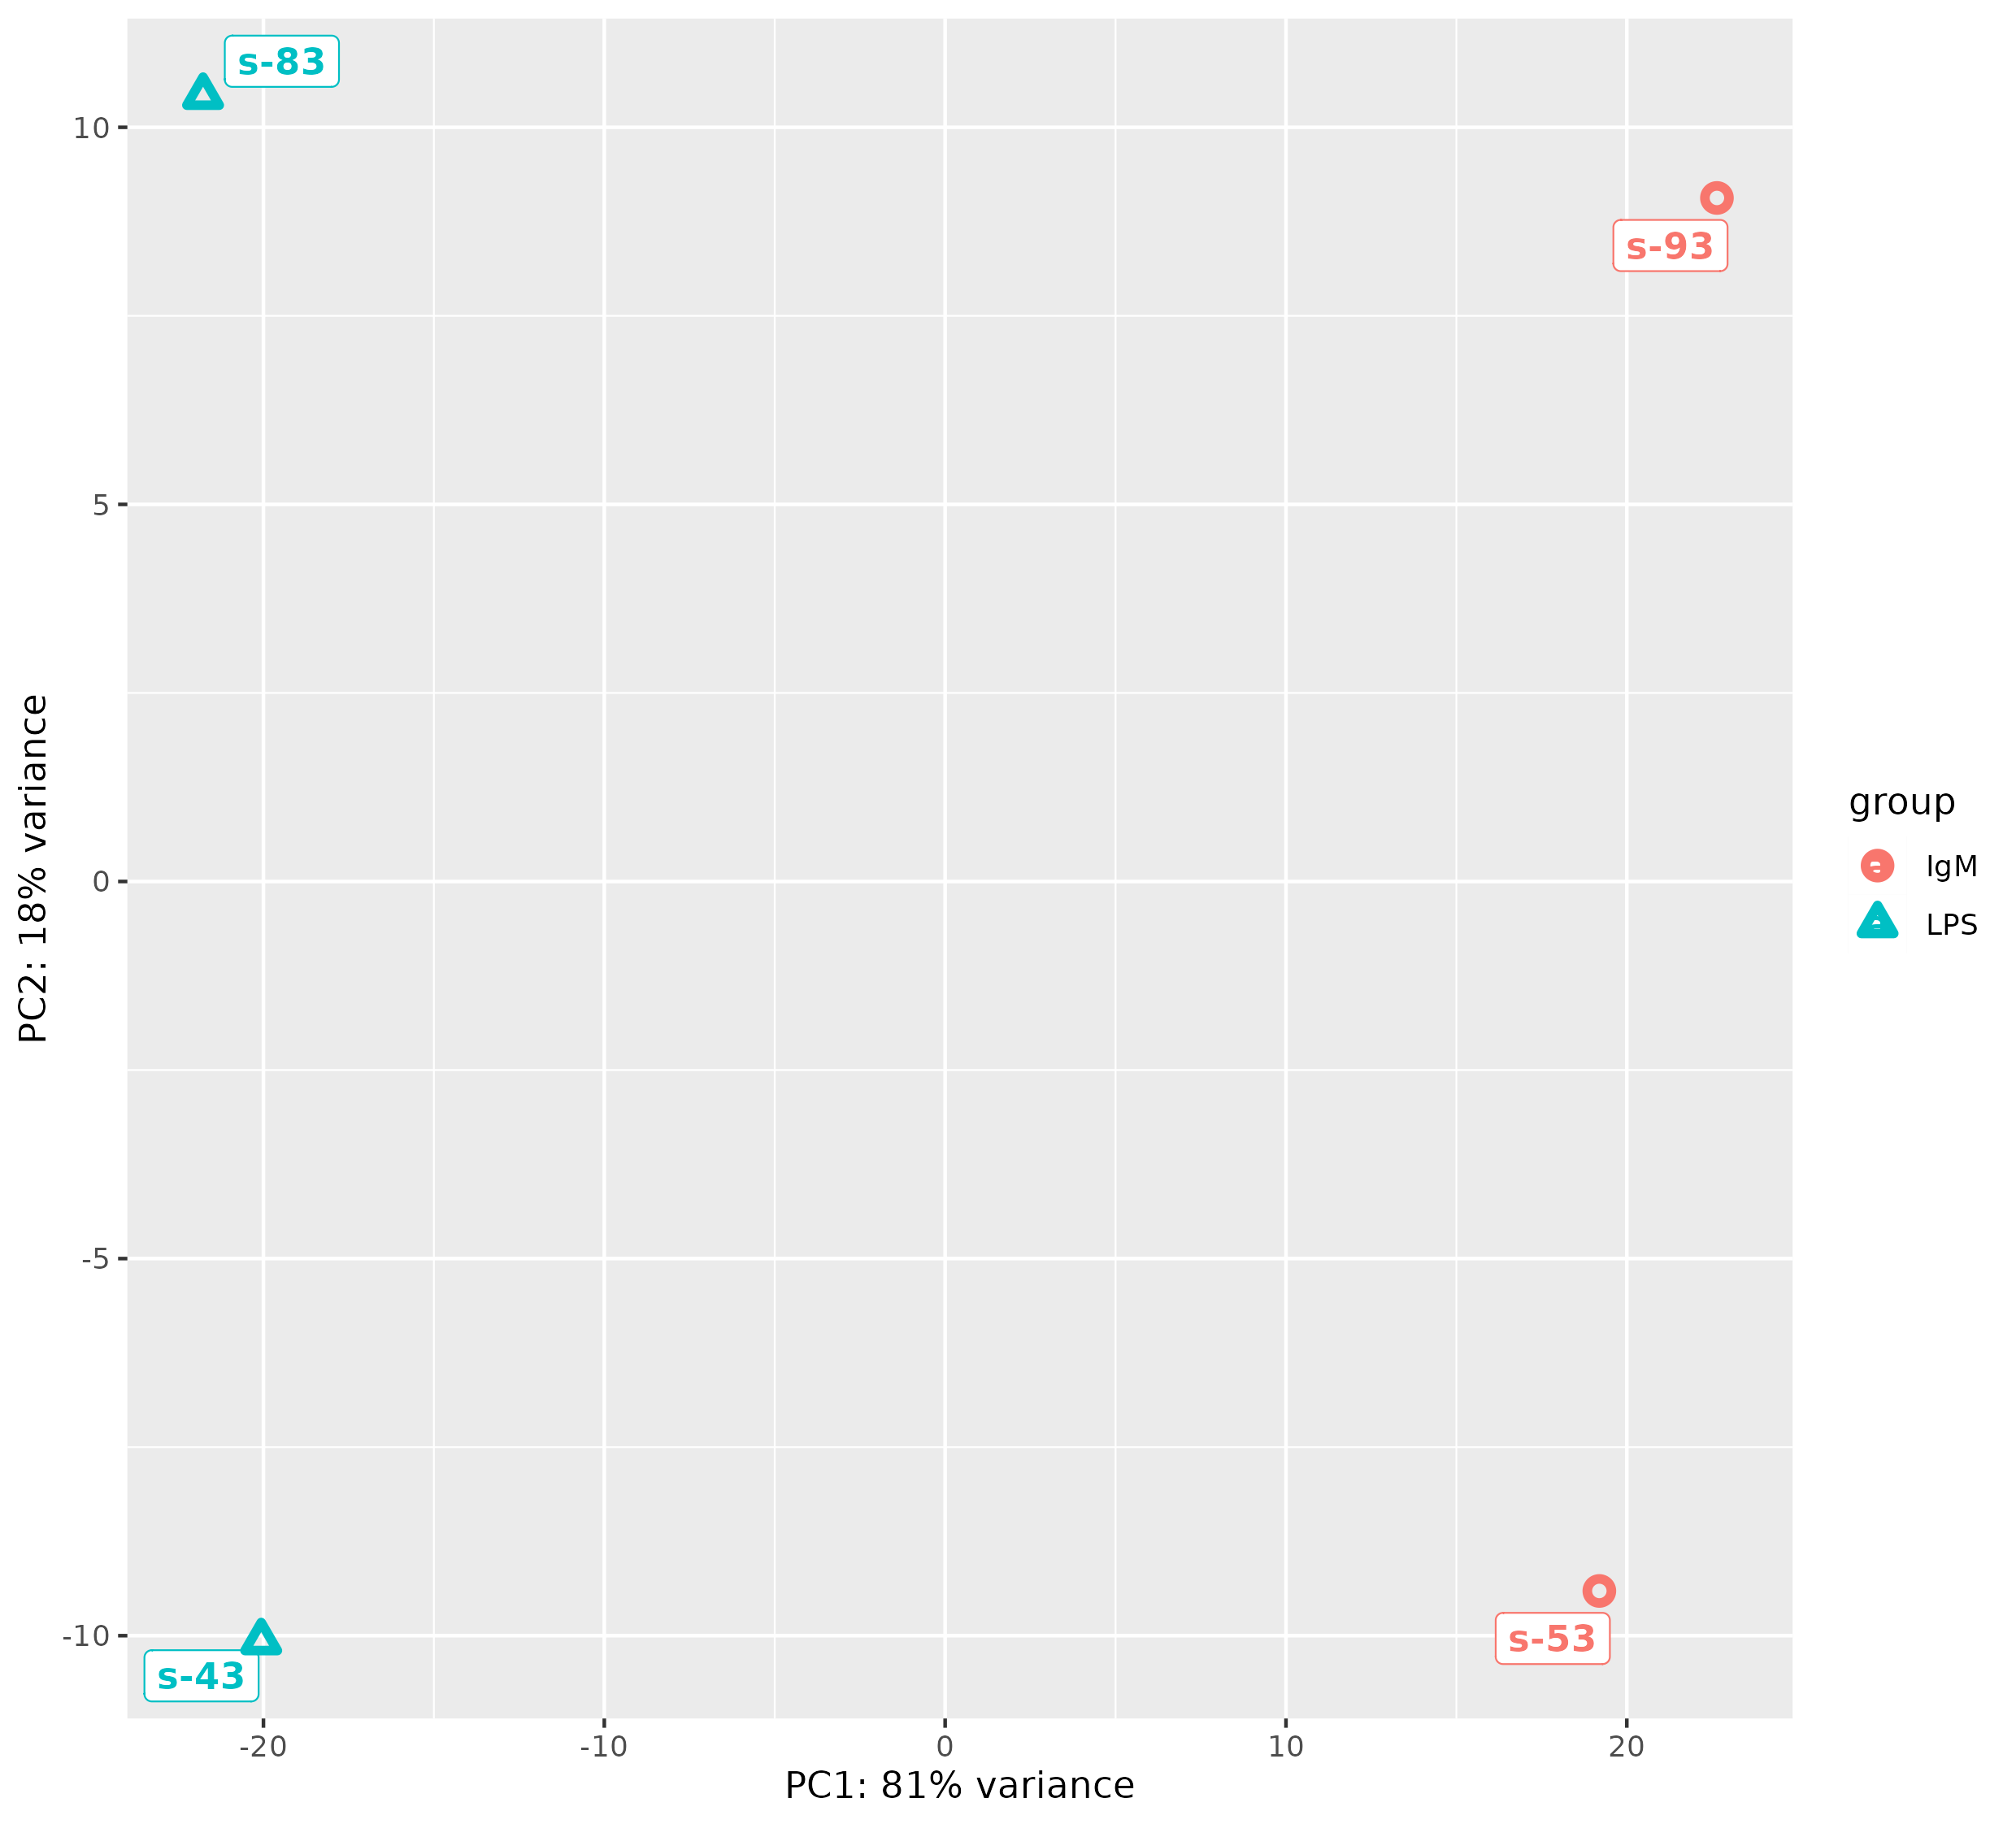 s-83
10
s-93
5
PC2: 18% variance
group
IgM
LPS
0
-5
s-53
-10
s-43
-20
-10
0
10
20
PC1: 81% variance